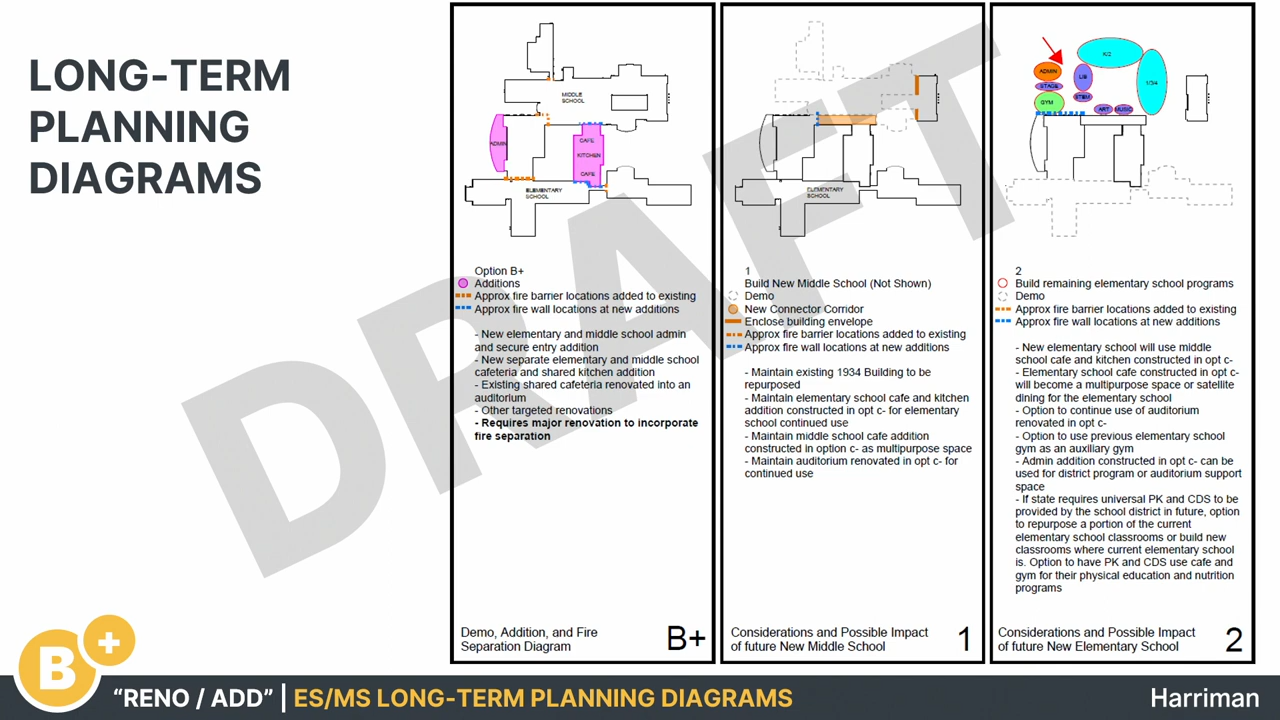 LONG-TERM
PLANNING
DIAGRAMS
MIDDLE
SCHOOL
ADMIN
CAFE
KITCHEN
CAFE
ELEMENTARY
SCHOOL
Option B+
Additions
Approx fire barrier locations added to existing
Approx fire wall locations at new additions
- New elementary and middle school admin
and secure entry addition
- New separate elementary and middle school
cafeteria and shared kitchen addition
- Existing shared cafeteria renovated into an
auditorium
- Other targeted renovations
- Requires major renovation to incorporate
fire separation
Demo, Addition, and Fire
Separation Diagram
B+
ELEMENTARY
SCHOOL
1
Build New Middle School (Not Shown)
Demo
New Connector Corridor
Enclose building envelope
Approx fire barrier locations added to existing
Approx fire wall locations at new additions
- Maintain existing 1934 Building to be
repurposed
- Maintain elementary school cafe and kitchen
addition constructed in opt c- for elementary
school continued use
- Maintain middle school cafe addition
constructed in option c- as multipurpose space
- Maintain auditorium renovated in opt c- for
continued use
Considerations and Possible Impact
of future New Middle School
1
K/2
ADMIN
LIB
STAGE
1/3/4
GYM
STEM
ART
MUSIC
2
Build remaining elementary school programs
Demo
Approx fire barrier locations added to existing
Approx fire wall locations at new additions
- New elementary school will use middle
school cafe and kitchen constructed in opt c-
- Elementary school cafe constructed in opt c-
will become a multipurpose space or satellite
dining for the elementary school
- Option to continue use of auditorium
renovated in opt c-
- Option to use previous elementary school
gym as an auxiliary gym
- Admin addition constructed in opt c- can be
used for district program or auditorium support
space
- If state requires universal PK and CDS to be
provided by the school district in future, option
to repurpose a portion of the current
elementary school classrooms or build new
classrooms where current elementary school
is. Option to have PK and CDS use cafe and
gym for their physical education and nutrition
programs
Considerations and Possible Impact
of future New Elementary School
2
DRAFT
B+
“RENO / ADD” | ES/MS LONG-TERM PLANNING DIAGRAMS
Harriman